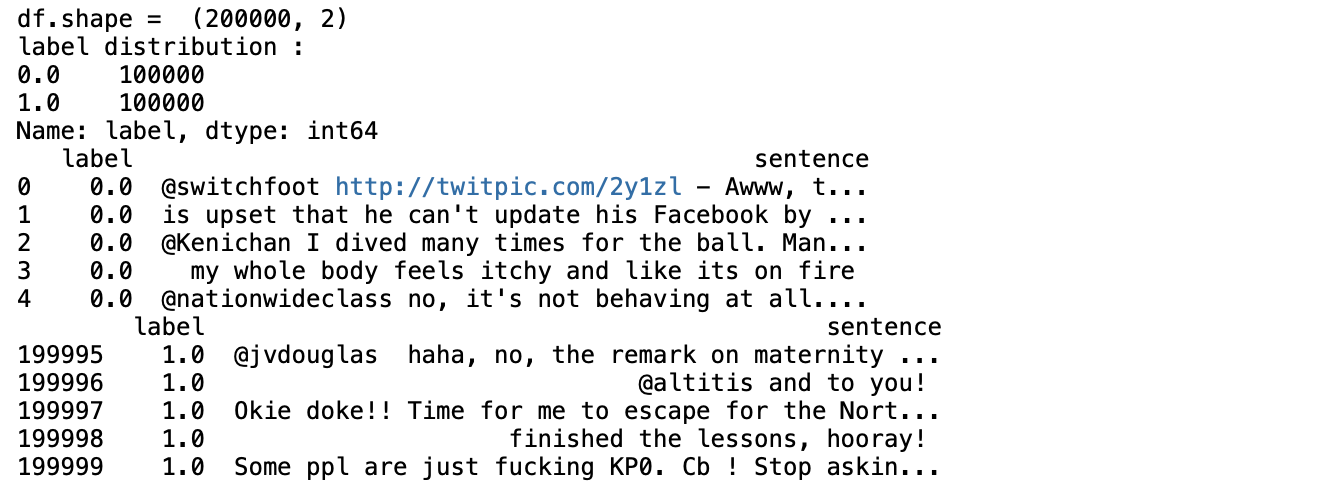 df.shape =  (200000, 2)
label distribution :
0.0    100000
1.0    100000
Name: label, dtype: int64
   label                                           sentence
0    0.0  @switchfoot http://twitpic.com/2y1zl - Awww, t...
1    0.0  is upset that he can't update his Facebook by ...
2    0.0  @Kenichan I dived many times for the ball. Man...
3    0.0    my whole body feels itchy and like its on fire
4    0.0  @nationwideclass no, it's not behaving at all....
        label                                           sentence
199995    1.0  @jvdouglas  haha, no, the remark on maternity ...
199996    1.0                             @altitis and to you!
199997    1.0  Okie doke!! Time for me to escape for the Nort...
199998    1.0                     finished the lessons, hooray!
199999    1.0  Some ppl are just fucking KP0. Cb ! Stop askin...